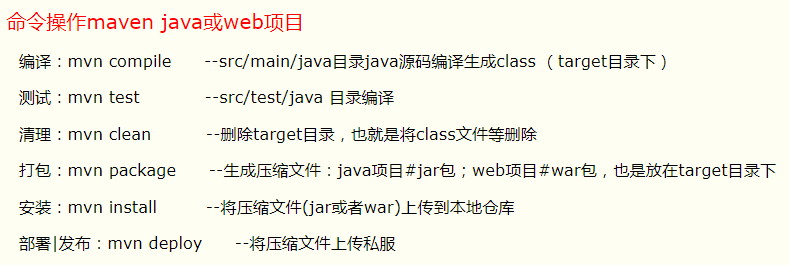 命令操作maven java或web项目
编译：mvn compile --src/main/java目录java源码编译生成class （target目录下）
测试：mvn test --src/test/java 目录编译
清理：mvn clean --删除target目录，也就是将class文件等删除
打包：mvn package --生成压缩文件：java项目#jar包；web项目#war包，也是放在target目录下
安装：mvn install --将压缩文件(jar或者war)上传到本地仓库
部署|发布：mvn deploy --将压缩文件上传私服